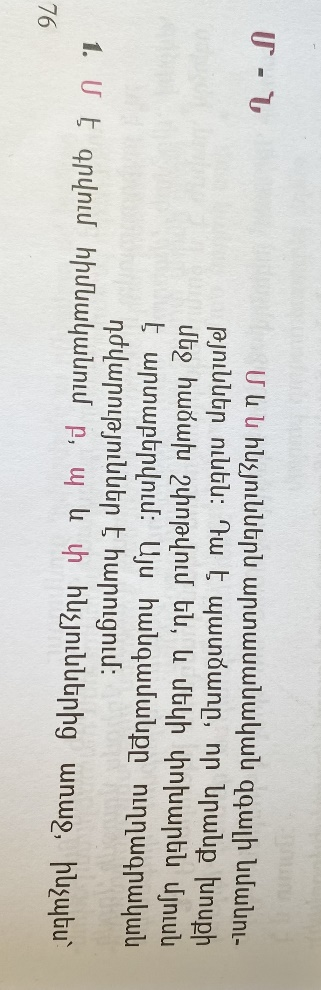 Մ - Ն
Մ և ն հնչյուններն արտասանական զգալի նմանու-
թյուններ ունեն։ Դա է պատճառը, որ նրանք խոսքի
մեջ հաճախ շփոթվում են, և մեկի փոխարեն մյուսն
է արտաբերվում։ Այս հանգամանքը ուղղագրական
դժվարություններ է հարուցում։
1. Մ է գրվում հիմնականում բ, պ և փ հնչյուններից առաջ, ինչպես՝
76